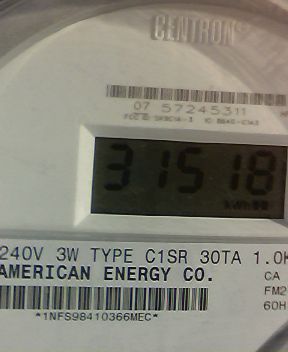 CENTRON
07 57245311
31518
kWh
240V 3W TYPE C1SR 30TA 1.0K
AMERICAN ENERGY CO.
CA
FM2
60H
*1NFS98410366MEC*